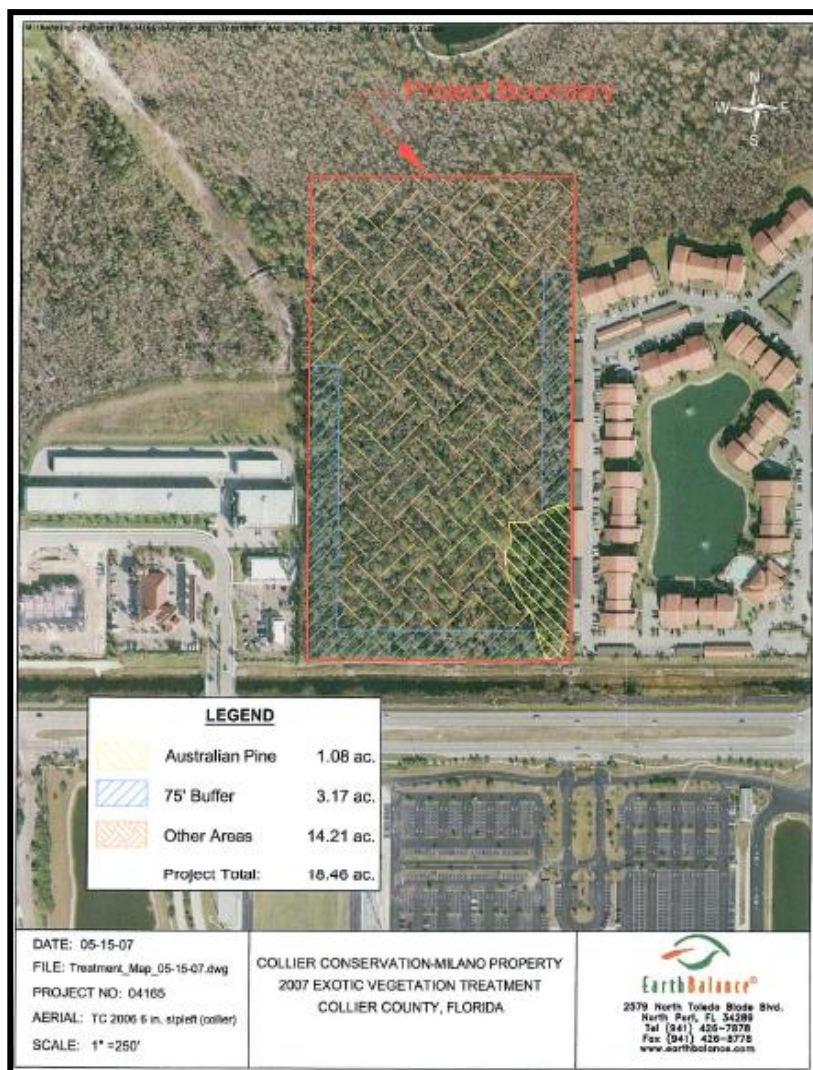 Project Boundary
N
W E
S
LEGEND
Australian Pine 1.08 ac.
75' Buffer 3.17 ac.
Other Areas 14.21 ac.
Project Total: 18.46 ac.
DATE: 05-15-07
FILE: Treatment_Map_05-15-07.dwg
PROJECT NO: 04165
AERIAL: TC 2006 6 in. stpleft (collier)
SCALE: 1" =250'
COLLIER CONSERVATION-MILANO PROPERTY
2007 EXOTIC VEGETATION TREATMENT
COLLIER COUNTY, FLORIDA
EarthBalance®
2579 North Toledo Blade Blvd.
North Port, FL 34289
Tel (941) 426-7878
Fax (941) 426-8778
www.earthbalance.com